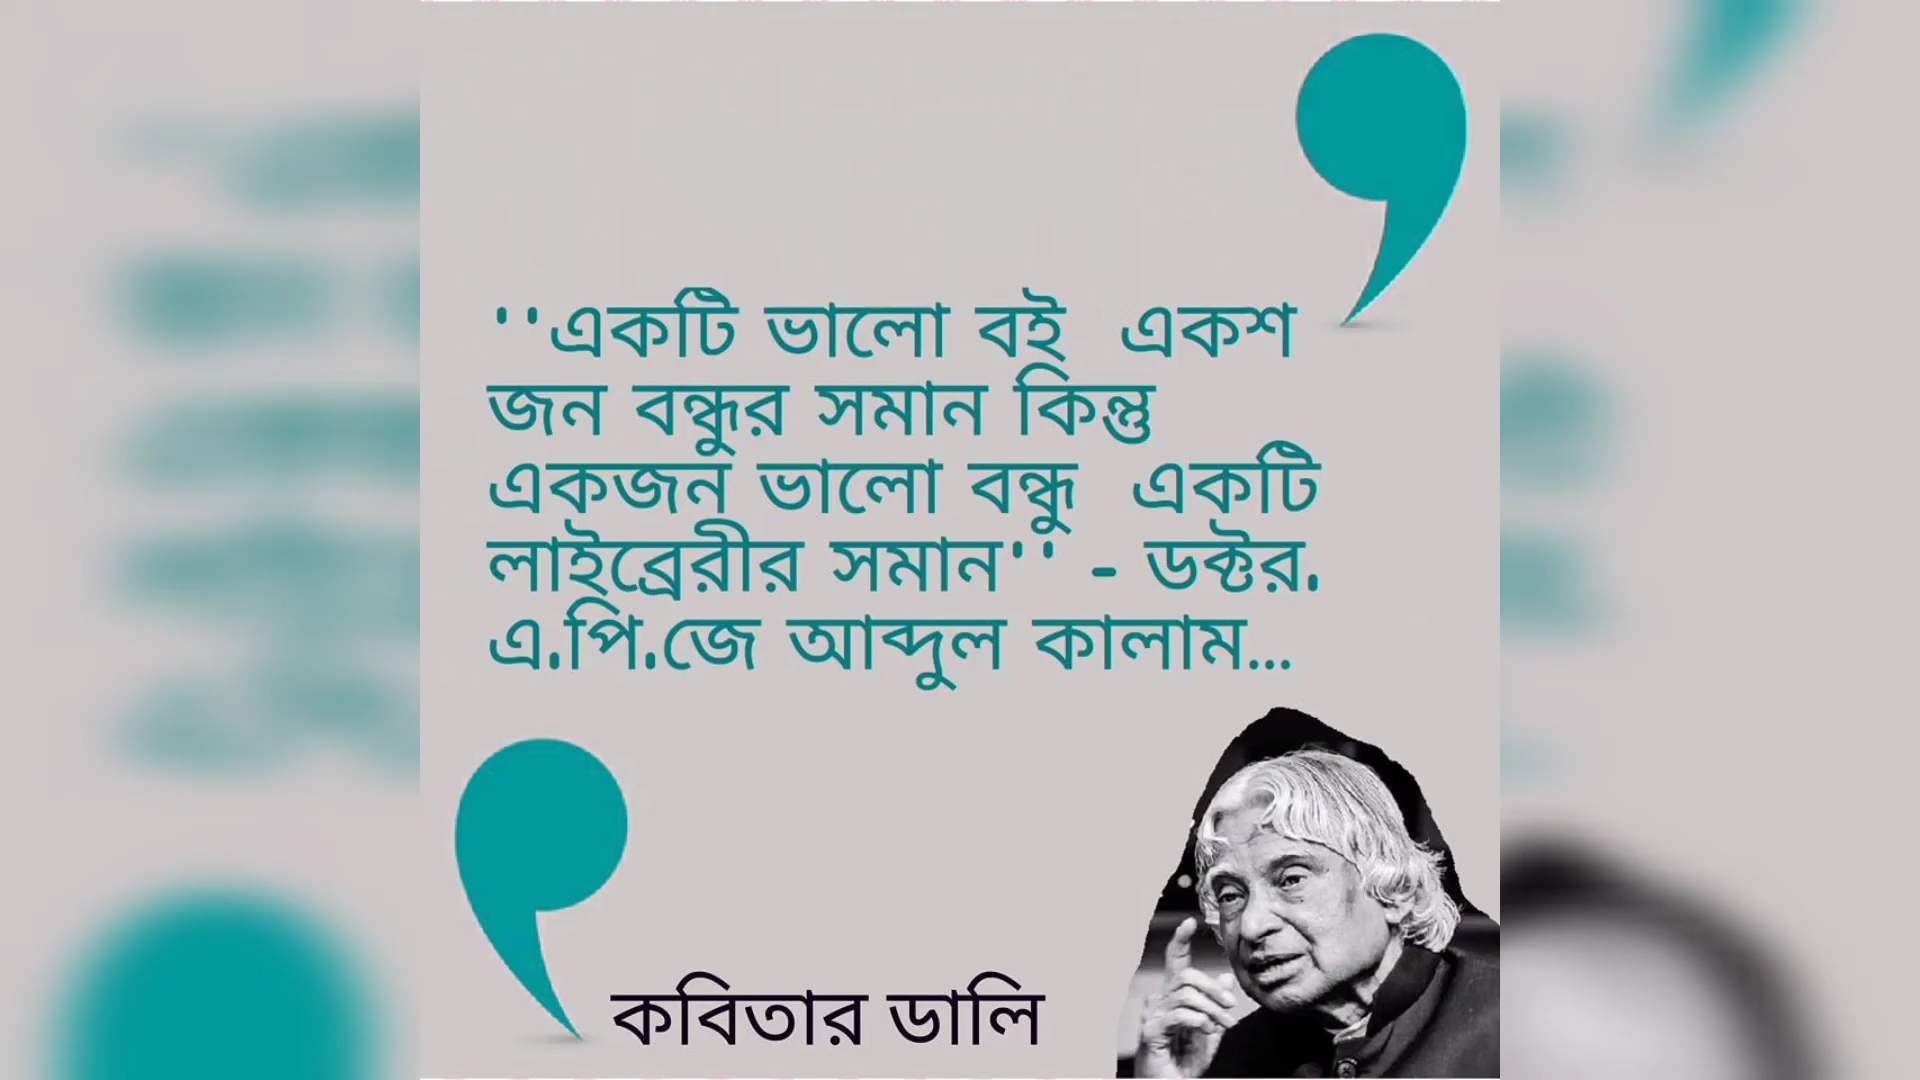 ''একটি ভালো বই একশ
জন বন্ধুর সমান কিন্তু
একজন ভালো বন্ধু একটি
লাইব্রেরীর সমান'' - ডক্টর.
এ.পি.জে আব্দুল কালাম...
কবিতার ডালি